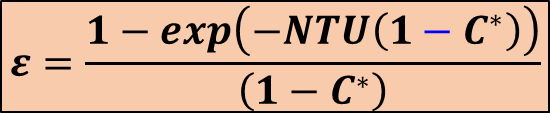 ε = 1 − exp(−NTU(1 − C*)) / (1 − C*)